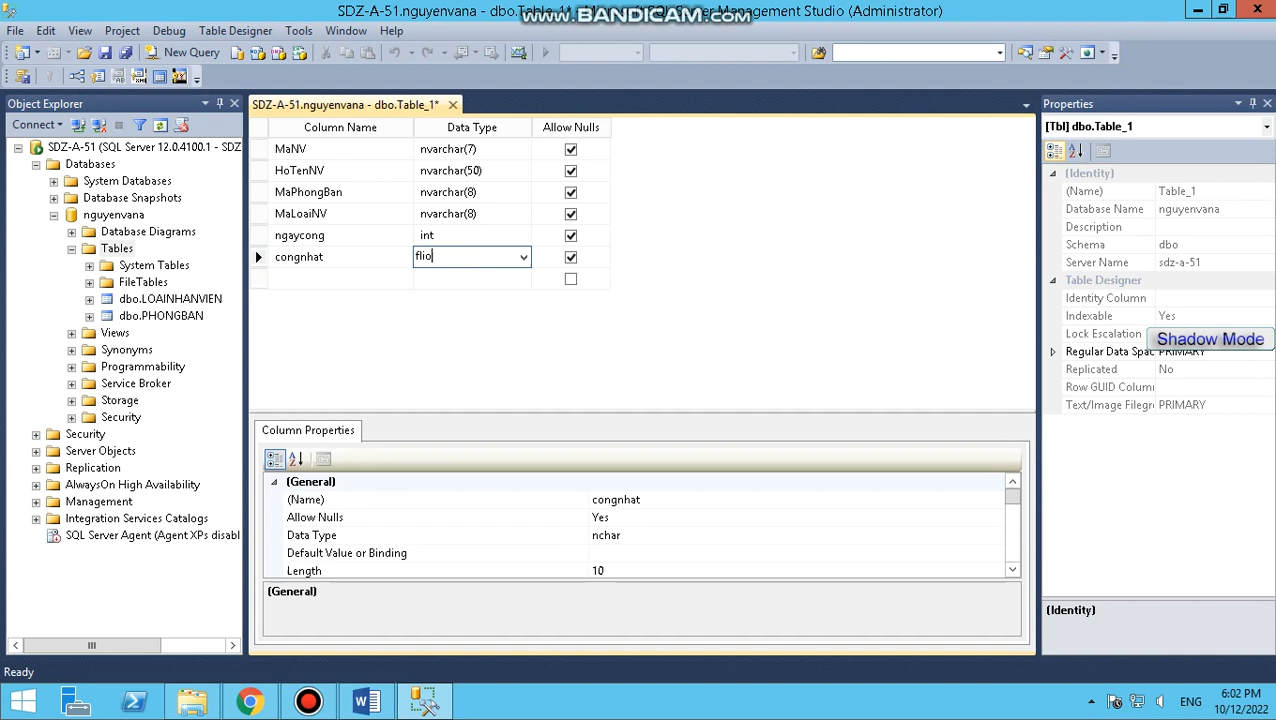 SDZ-A-51.nguyenvana - dbo.Table_1* - Microsoft SQL Server Management Studio (Administrator)
www.BANDICAM.com
File Edit View Project Debug Table Designer Tools Window Help
New Query
Object Explorer
Connect
SDZ-A-51 (SQL Server 12.0.4100.1 - SDZ
Databases
System Databases
Database Snapshots
nguyenvana
Database Diagrams
Tables
System Tables
FileTables
dbo.LOAINHANVIEN
dbo.PHONGBAN
Views
Synonyms
Programmability
Service Broker
Storage
Security
Security
Server Objects
Replication
AlwaysOn High Availability
Management
Integration Services Catalogs
SQL Server Agent (Agent XPs disabl
SDZ-A-51.nguyenvana - dbo.Table_1*
Column Name Data Type Allow Nulls
MaNV nvarchar(7)
HoTenNV nvarchar(50)
MaPhongBan nvarchar(8)
MaLoaiNV nvarchar(8)
ngaycong int
congnhat flio
Column Properties
(General)
(Name) congnhat
Allow Nulls Yes
Data Type nchar
Default Value or Binding
Length 10
(General)
Properties
[Tbl] dbo.Table_1
(Identity)
(Name) Table_1
Database Name nguyenvana
Description
Schema dbo
Server Name sdz-a-51
Table Designer
Identity Column
Indexable Yes
Lock Escalation
Shadow Mode
Regular Data Spac PRIMARY
Replicated No
Row GUID Column
Text/Image Filegr PRIMARY
(Identity)
Ready
ENG
6:02 PM
10/12/2022